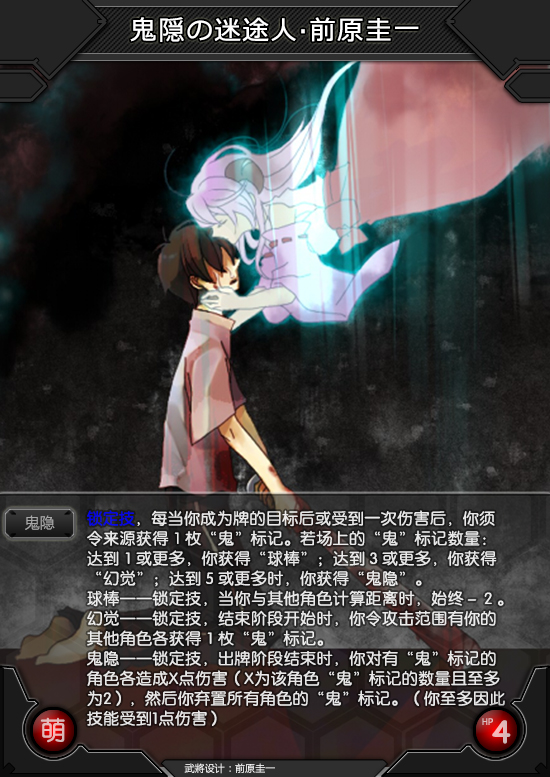 鬼隠の迷途人·前原圭一
鬼隐
锁定技，每当你成为牌的目标后或受到一次伤害后，你须
令来源获得1枚“鬼”标记。若场上的“鬼”标记数量：
达到1或更多，你获得“球棒”；达到3或更多，你获得
“幻觉”；达到5或更多时，你获得“鬼隐”。
球棒——锁定技，当你与其他角色计算距离时，始终－2。
幻觉——锁定技，结束阶段开始时，你令攻击范围有你的
其他角色各获得1枚“鬼”标记。
鬼隐——锁定技，出牌阶段结束时，你对有“鬼”标记的
角色各造成X点伤害（X为该角色“鬼”标记的数量且至多
为2），然后你弃置所有角色的“鬼”标记。（你至多因此
技能受到1点伤害）
萌
HP 4
武將设计：前原圭一